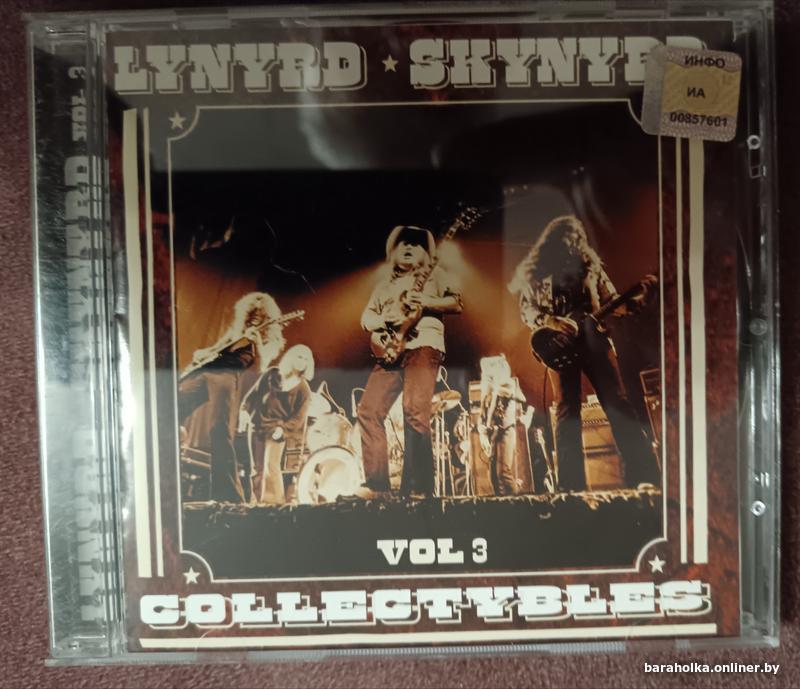 LYNYRD ★ SKYNYRD
ИНФО
ИА
00857601
LYNYRD SKYNYRD VOL 3
VOL 3
COLLECTYBLES
baraholka.onliner.by